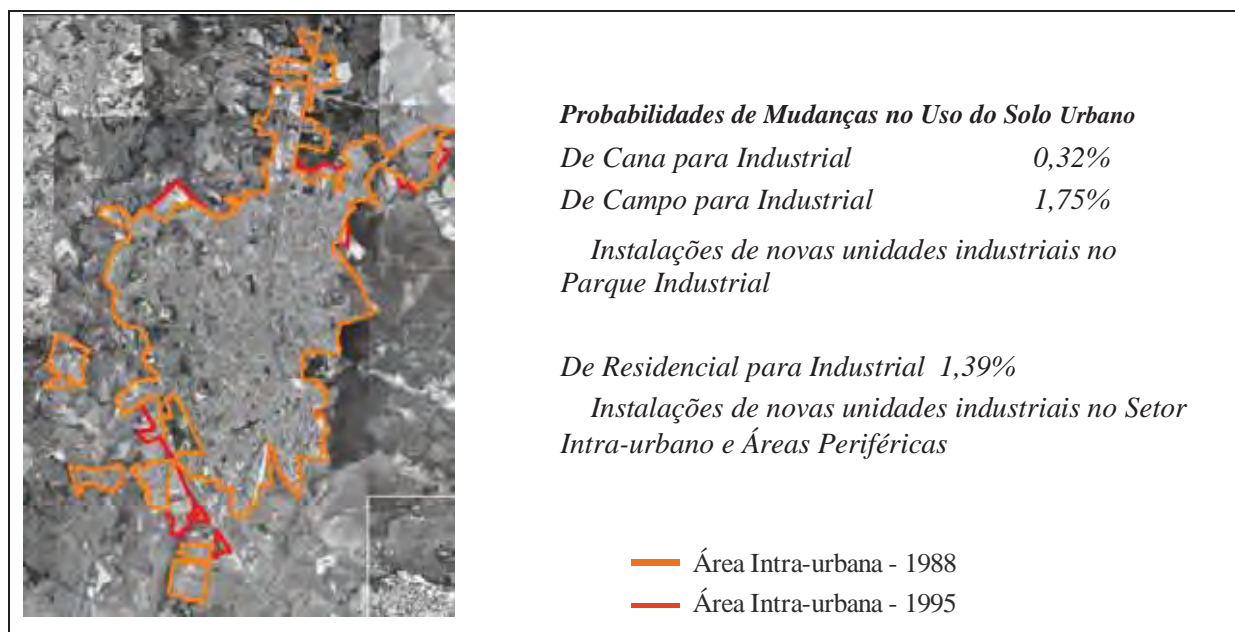 Probabilidades de Mudanças no Uso do Solo Urbano
De Cana para Industrial 0,32%
De Campo para Industrial 1,75%
Instalações de novas unidades industriais no
Parque Industrial
De Residencial para Industrial 1,39%
Instalações de novas unidades industriais no Setor
Intra-urbano e Áreas Periféricas
Área Intra-urbana - 1988
Área Intra-urbana - 1995